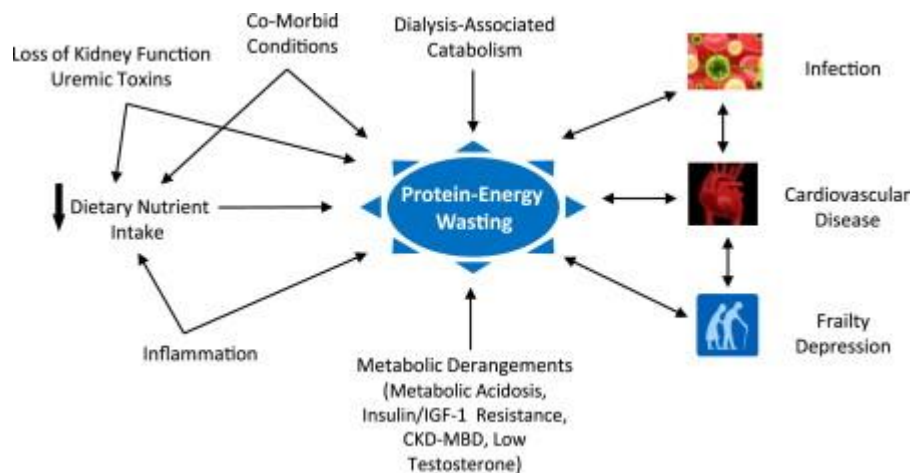 Loss of Kidney Function
Uremic Toxins
Co-Morbid
Conditions
Dialysis-Associated
Catabolism
Infection
Dietary Nutrient
Intake
Protein-Energy
Wasting
Cardiovascular
Disease
Inflammation
Frailty
Depression
Metabolic Derangements
(Metabolic Acidosis,
Insulin/IGF-1 Resistance,
CKD-MBD, Low
Testosterone)